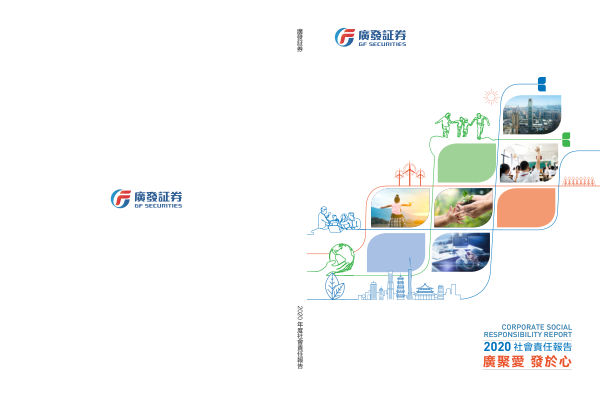 廣發証券
GF SECURITIES
廣發証券
2020 年度社會責任報告
廣發証券
GF SECURITIES
CORPORATE SOCIAL
RESPONSIBILITY REPORT
2020 社會責任報告
廣聚愛 發於心